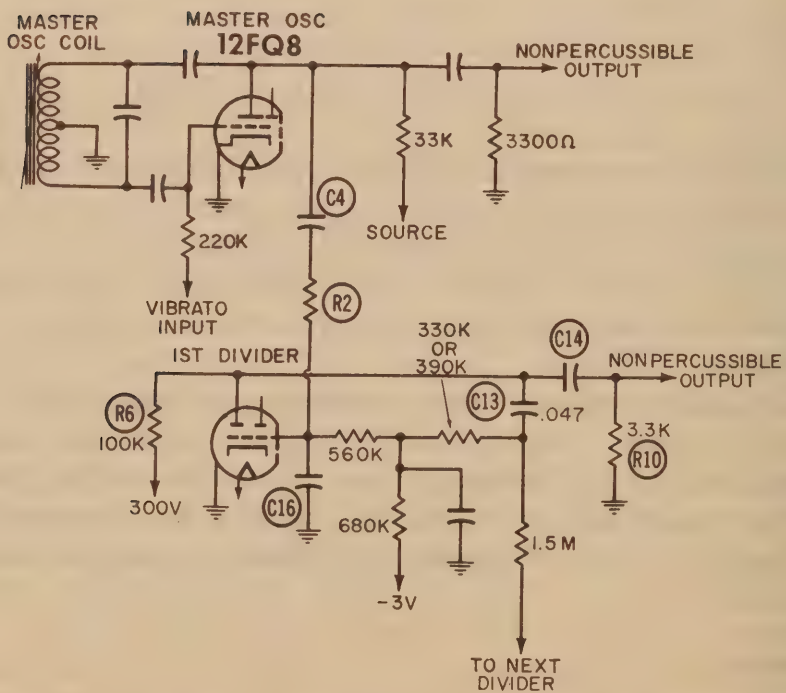 MASTER
OSC COIL
MASTER OSC
12FQ8
NONPERCUSSIBLE
OUTPUT
33K
3300Ω
SOURCE
C4
220K
VIBRATO
INPUT
R2
1ST DIVIDER
330K
OR
390K
C14
NONPERCUSSIBLE
OUTPUT
C13
.047
R6
100K
300V
560K
C16
680K
-3V
3.3K
R10
1.5M
TO NEXT
DIVIDER